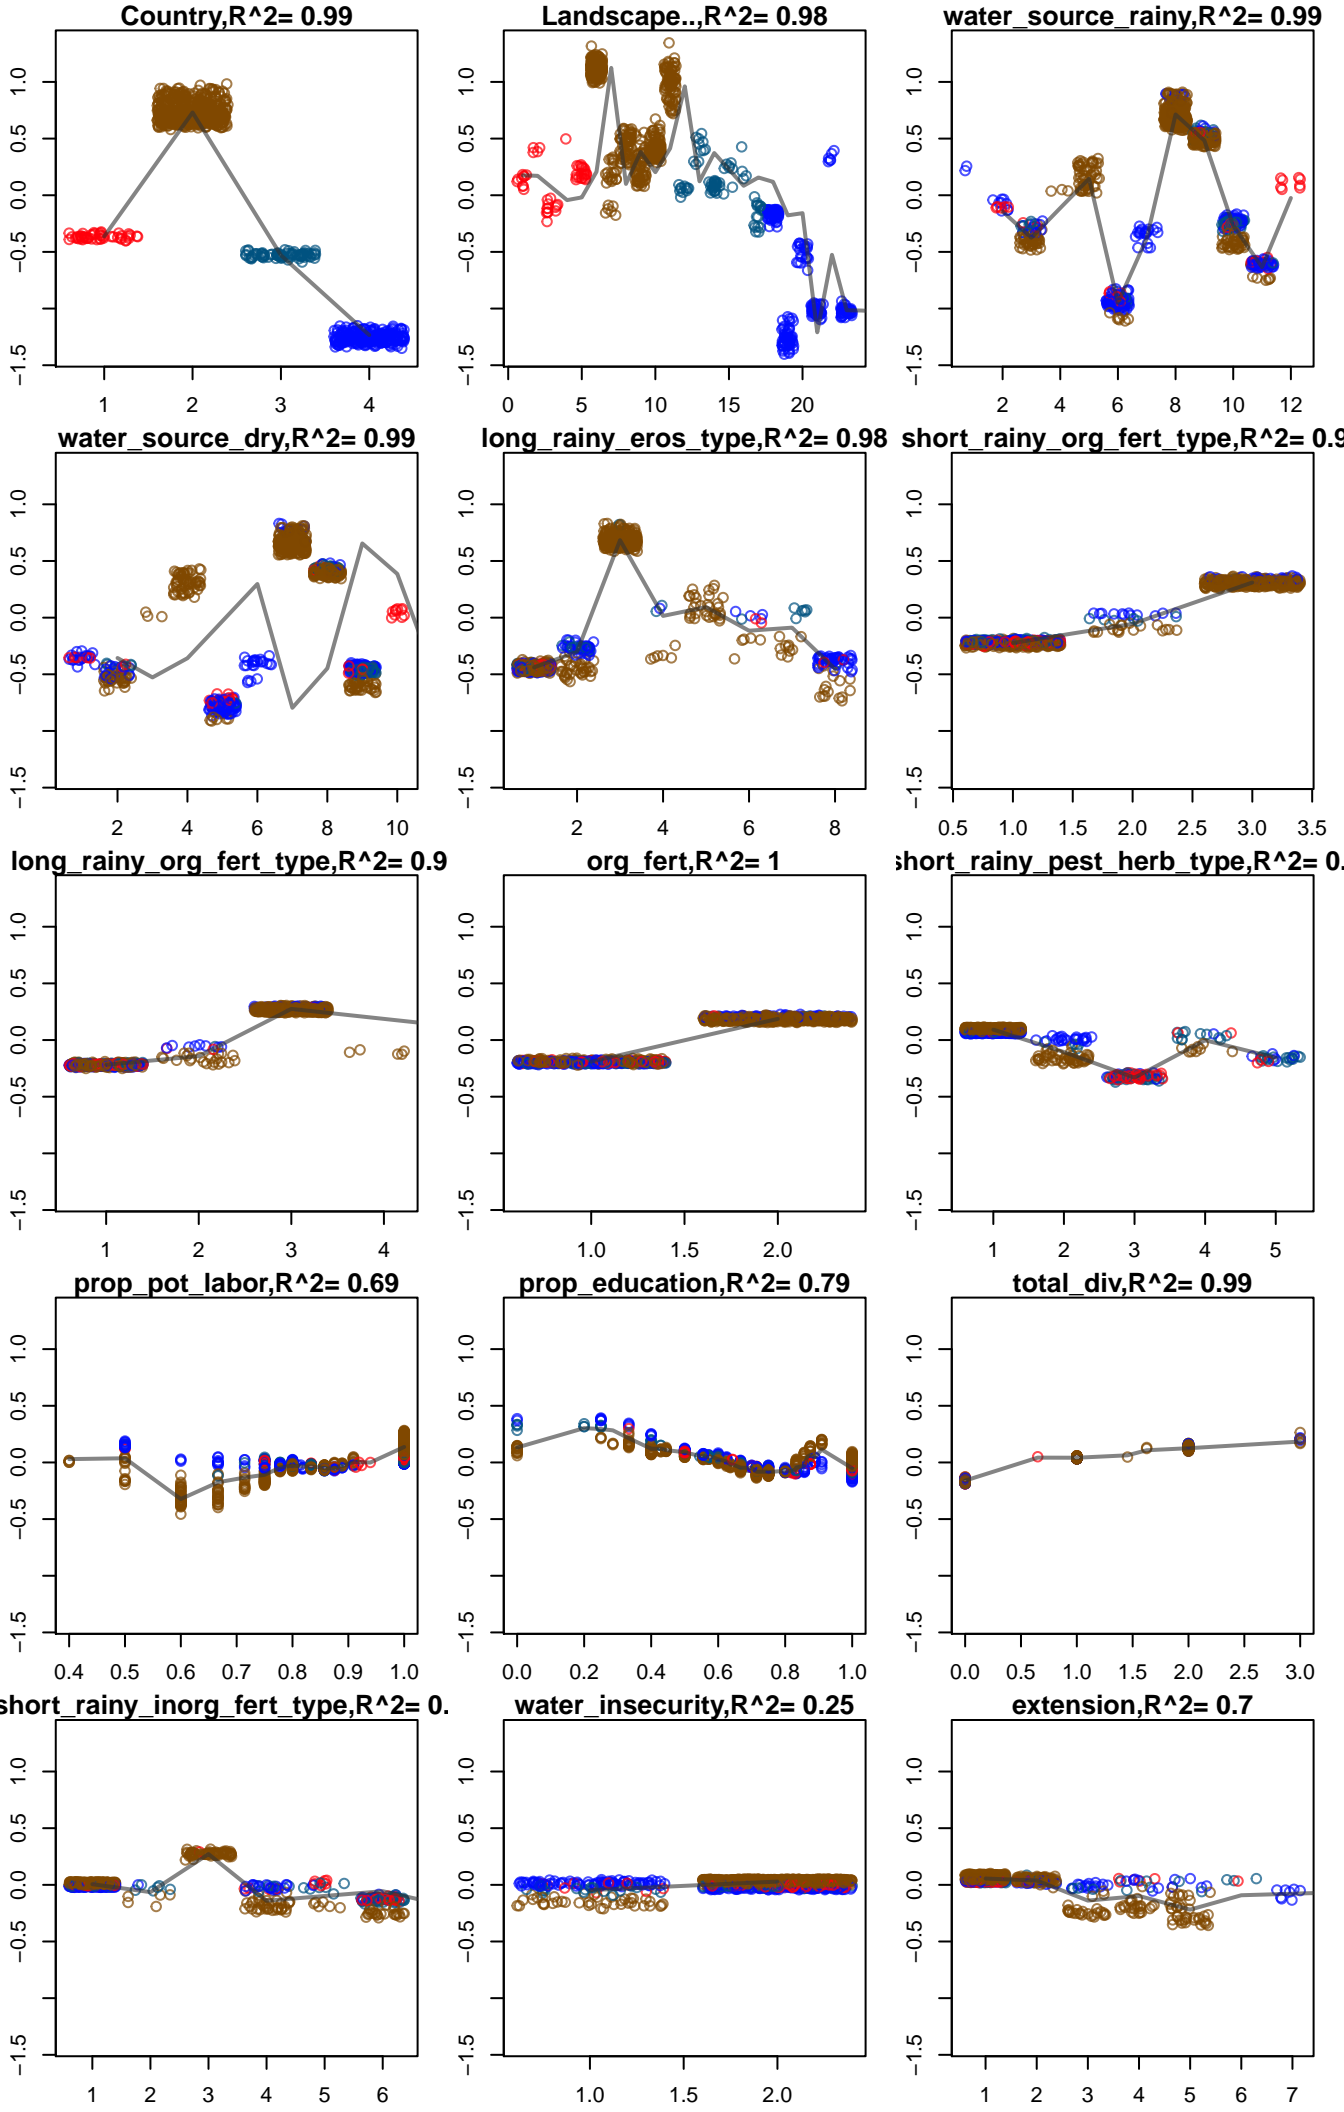 Country,R^2= 0.99
Landscape..,R^2= 0.98
water_source_rainy,R^2= 0.99
1.0
0.5
0.0
−0.5
−1.5
1 2 3 4
0 5 10 15 20
2 4 6 8 10 12
water_source_dry,R^2= 0.99
long_rainy_eros_type,R^2= 0.98
short_rainy_org_fert_type,R^2= 0.9
1.0
0.5
0.0
−0.5
−1.5
2 4 6 8 10
2 4 6 8
0.5 1.0 1.5 2.0 2.5 3.0 3.5
long_rainy_org_fert_type,R^2= 0.9
org_fert,R^2= 1
short_rainy_pest_herb_type,R^2= 0.
1.0
0.5
0.0
−0.5
−1.5
1 2 3 4
1.0 1.5 2.0
1 2 3 4 5
prop_pot_labor,R^2= 0.69
prop_education,R^2= 0.79
total_div,R^2= 0.99
1.0
0.5
0.0
−0.5
−1.5
0.4 0.5 0.6 0.7 0.8 0.9 1.0
0.0 0.2 0.4 0.6 0.8 1.0
0.0 0.5 1.0 1.5 2.0 2.5 3.0
short_rainy_inorg_fert_type,R^2= 0.
water_insecurity,R^2= 0.25
extension,R^2= 0.7
1.0
0.5
0.0
−0.5
−1.5
1 2 3 4 5 6
1.0 1.5 2.0
1 2 3 4 5 6 7